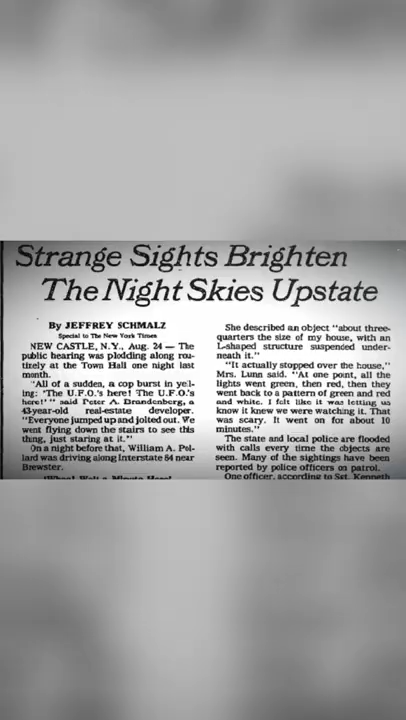 Strange Sights Brighten
The Night Skies Upstate
By JEFFREY SCHMALZ
Special to The New York Times
NEW CASTLE, N.Y., Aug. 24 — The
public hearing was plodding along rou-
tinely at the Town Hall one night last
month.
"All of a sudden, a cop burst in yel-
ling: 'The U.F.O.'s here! The U.F.O.'s
here!' " said Peter A. Brandenberg, a
43-year-old real-estate developer.
"Everyone jumped up and jolted out. We
went flying down the stairs to see this
thing, just staring at it."
On a night before that, William A. Pol-
lard was driving along Interstate 84 near
Brewster.
She described an object "about three-
quarters the size of my house, with an
L-shaped structure suspended under-
neath it."
"It actually stopped over the house,"
Mrs. Lunn said. "At one point, all the
lights went green, then red, then they
went back to a pattern of green and red
and white. I felt like it was letting us
know it knew we were watching it. That
was scary. It went on for about 10
minutes."
The state and local police are flooded
with calls every time the objects are
seen. Many of the sightings have been
reported by police officers on patrol.
One officer, according to Sgt. Kenneth